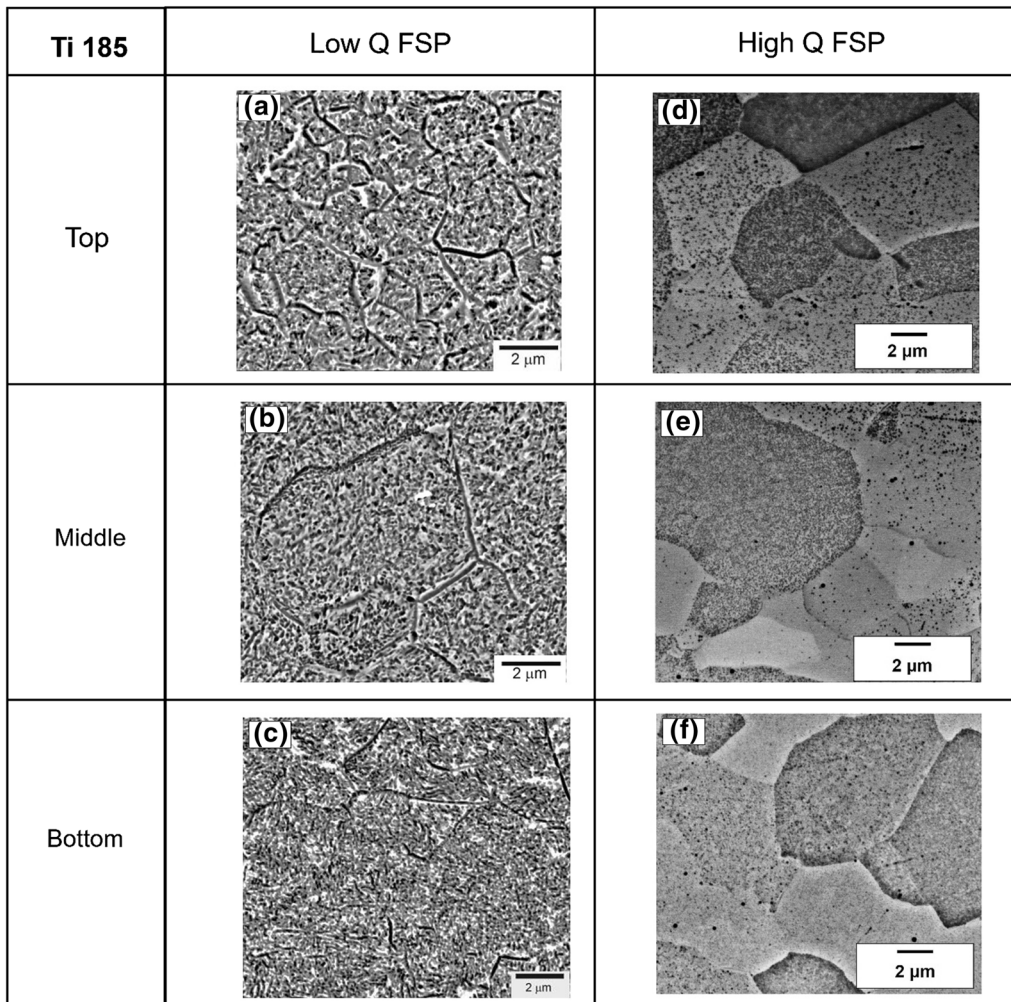 Ti 185 Low Q FSP High Q FSP
Top
(a)
2 μm
(d)
2 μm
Middle
(b)
2 μm
(e)
2 μm
Bottom
(c)
2 μm
(f)
2 μm